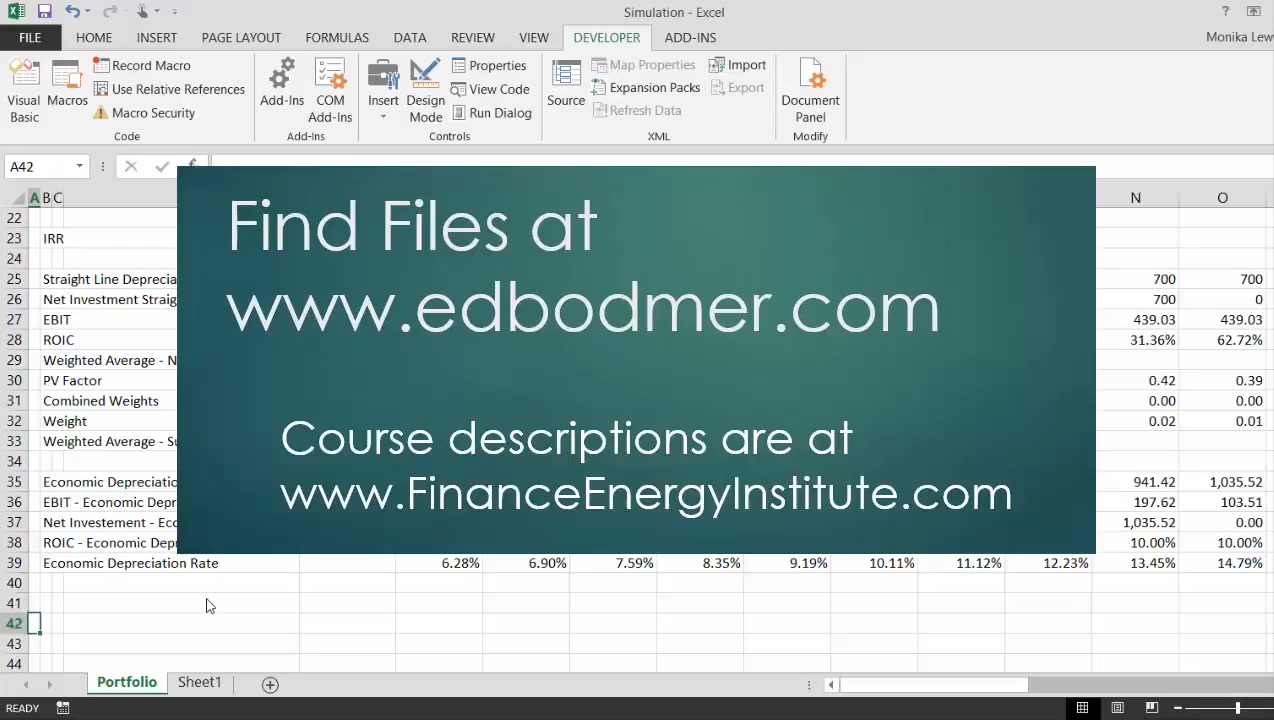 Simulation - Excel
?
FILE HOME INSERT PAGE LAYOUT FORMULAS DATA REVIEW VIEW DEVELOPER ADD-INS Monika Lew
Visual Basic
Macros
Record Macro
Use Relative References
Macro Security
Code
Add-Ins
COM Add-Ins
Add-Ins
Insert
Design Mode
Properties
View Code
Run Dialog
Controls
Source
Map Properties
Expansion Packs
Refresh Data
Import
Export
XML
Document Panel
Modify
A42
A B C N O
22
23 IRR
24
25 Straight Line Deprecia 700 700
26 Net Investment Straig 700 0
27 EBIT 439.03 439.03
28 ROIC 31.36% 62.72%
29 Weighted Average - N
30 PV Factor 0.42 0.39
31 Combined Weights 0.00 0.00
32 Weight 0.02 0.01
33 Weighted Average - Su
34
35 Economic Depreciatio 941.42 1,035.52
36 EBIT - Economic Depr 197.62 103.51
37 Net Investement - Eco 1,035.52 0.00
38 ROIC - Economic Dep 10.00% 10.00%
39 Economic Depreciation Rate 6.28% 6.90% 7.59% 8.35% 9.19% 10.11% 11.12% 12.23% 13.45% 14.79%
40
41
42
43
44
Find Files at
www.edbodmer.com
Course descriptions are at
www.FinanceEnergyInstitute.com
Portfolio Sheet1
READY